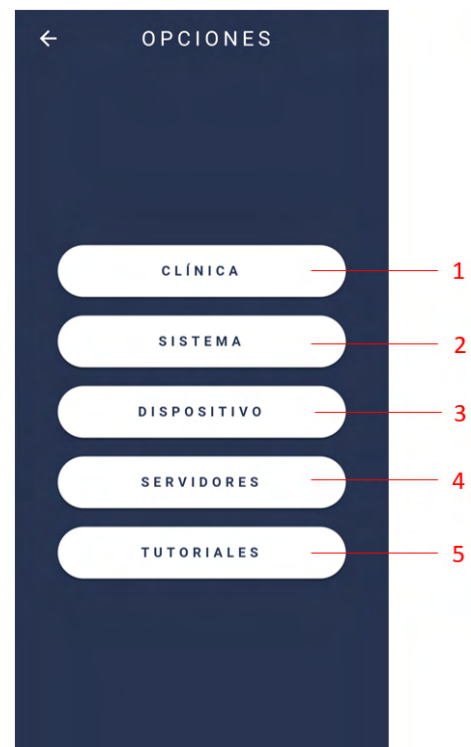 OPCIONES
CLÍNICA 1
SISTEMA 2
DISPOSITIVO 3
SERVIDORES 4
TUTORIALES 5